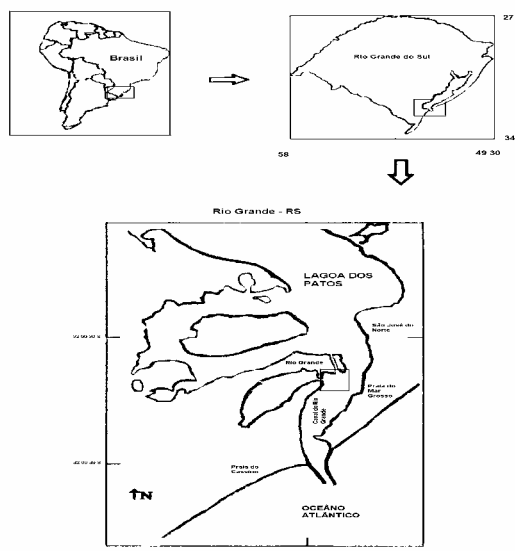 Brasil
Rio Grande do Sul
27
34
58
49 30
Rio Grande - RS
LAGOA DOS
PATOS
São José do
Norte
Rio Grande
Praia do
Mar
Grosso
Canal do Rio
Grande
Praia do
Cassino
N
OCEÂNO
ATLÂNTICO